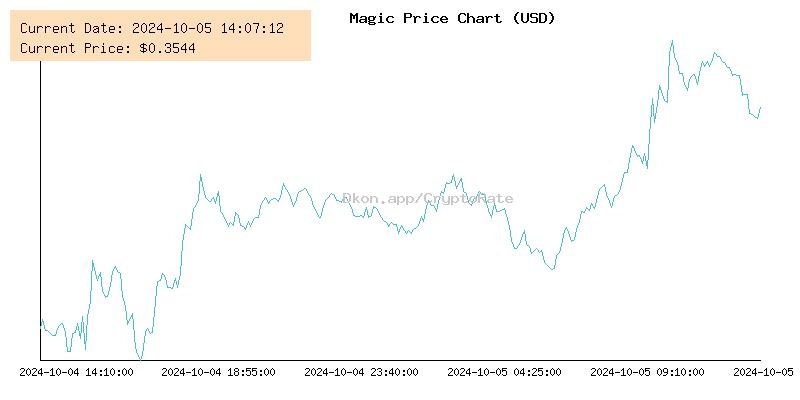 Magic Price Chart (USD)
Current Date: 2024-10-05 14:07:12
Current Price: $0.3544
Dkon.app/CryptoRate
2024-10-04 14:10:00 2024-10-04 18:55:00 2024-10-04 23:40:00 2024-10-05 04:25:00 2024-10-05 09:10:00 2024-10-05